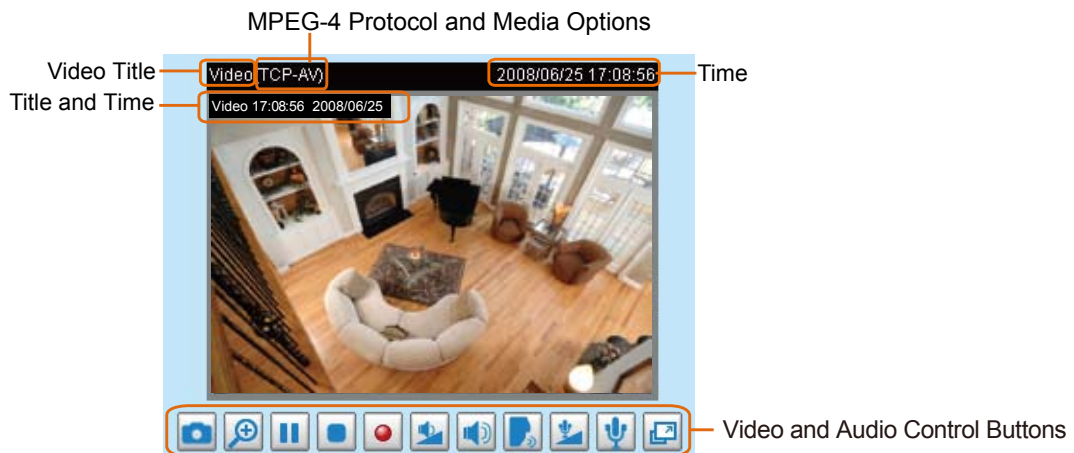 MPEG-4 Protocol and Media Options
Video Title
Video (TCP-AV)
2008/06/25 17:08:56
Time
Title and Time
Video 17:08:56 2008/06/25
Video and Audio Control Buttons